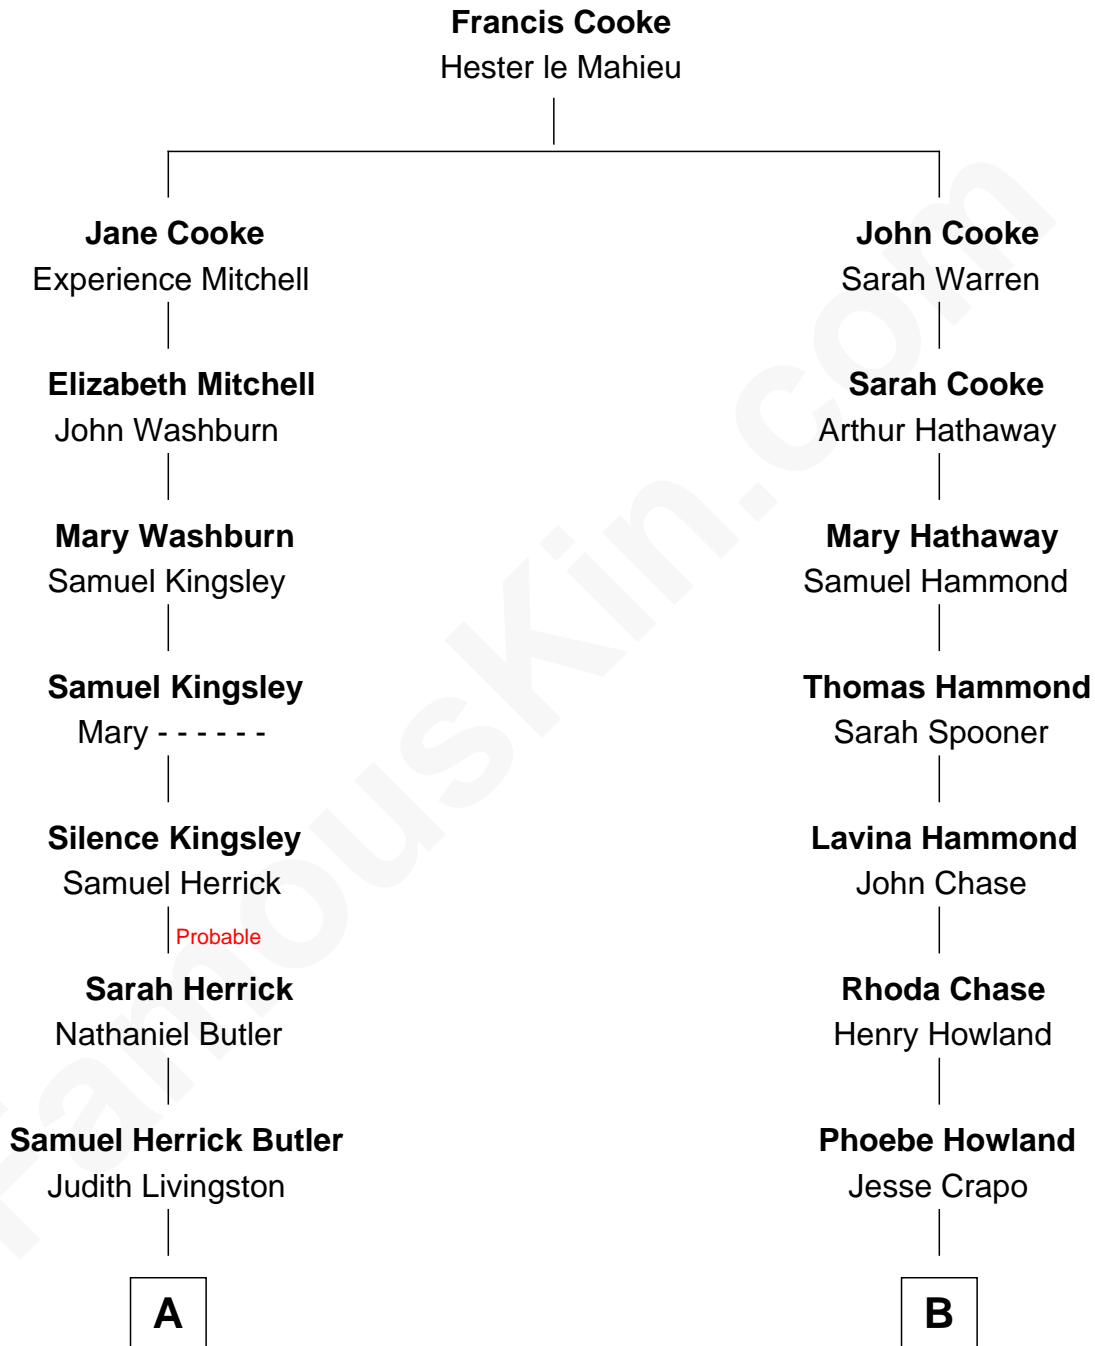 Francis Cooke
Hester le Mahieu
Jane Cooke
Experience Mitchell
John Cooke
Sarah Warren
Elizabeth Mitchell
John Washburn
Sarah Cooke
Arthur Hathaway
Mary Washburn
Samuel Kingsley
Mary Hathaway
Samuel Hammond
Samuel Kingsley
Mary - - - - - -
Thomas Hammond
Sarah Spooner
Silence Kingsley
Samuel Herrick
Lavina Hammond
John Chase
Probable
Sarah Herrick
Nathaniel Butler
Rhoda Chase
Henry Howland
Samuel Herrick Butler
Judith Livingston
Phoebe Howland
Jesse Crapo
A
B
FamousKin.com